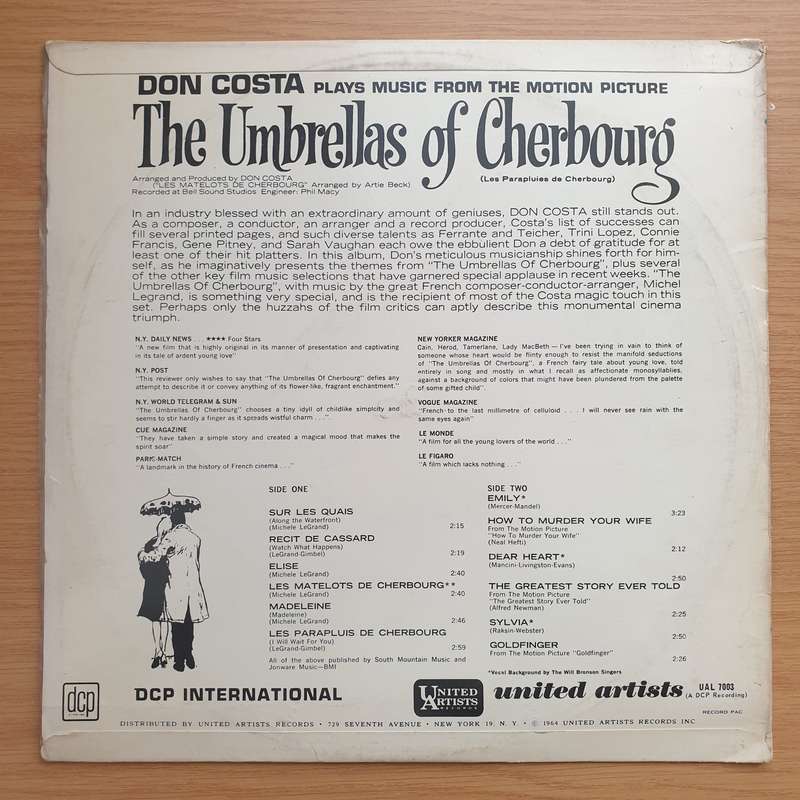 DON COSTA PLAYS MUSIC FROM THE MOTION PICTURE
The Umbrellas of Cherbourg
(Les Parapluies de Cherbourg)
Arranged and Produced by DON COSTA
("LES MATELOTS DE CHERBOURG" Arranged by Artie Beck)
Recorded at Bell Sound Studios Engineer: Phil Macy
In an industry blessed with an extraordinary amount of geniuses, DON COSTA still stands out.
As a composer, a conductor, an arranger and a record producer, Costa's list of successes can
fill several printed pages, and such diverse talents as Ferrante and Teicher, Trini Lopez, Connie
Francis, Gene Pitney, and Sarah Vaughan each owe the ebbulient Don a debt of gratitude for at
least one of their hit platters. In this album, Don's meticulous musicianship shines forth for him-
self, as he imaginatively presents the themes from "The Umbrellas Of Cherbourg", plus several
of the other key film music selections that have garnered special applause in recent weeks. "The
Umbrellas Of Cherbourg", with music by the great French composer-conductor-arranger, Michel
Legrand, is something very special, and is the recipient of most of the Costa magic touch in this
set. Perhaps only the huzzahs of the film critics can aptly describe this monumental cinema
triumph.
N.Y. DAILY NEWS . . . ★★★★ Four Stars
"A new film that is highly original in its manner of presentation and captivating
in its tale of ardent young love"
N.Y. POST
"This reviewer only wishes to say that "The Umbrellas Of Cherbourg" defies any
attempt to describe it or convey anything of its flower-like, fragrant enchantment."
N.Y. WORLD TELEGRAM & SUN
"The Umbrellas Of Cherbourg" chooses a tiny idyll of childlike simplcity and
seems to stir hardly a finger as it spreads wistful charm . . ."
CUE MAGAZINE
"They have taken a simple story and created a magical mood that makes the
spirit soar"
PARIS-MATCH
"A landmark in the history of French cinema . . ."
NEW YORKER MAGAZINE
Cain, Herod, Tamerlane, Lady MacBeth — I've been trying in vain to think of
someone whose heart would be flinty enough to resist the manifold seductions
of "The Umbrellas Of Cherbourg", a French fairy tale about young love, told
entirely in song and mostly in what I recall as affectionate monosyllables,
against a background of colors that might have been plundered from the palette
of some gifted child".
VOGUE MAGAZINE
"French to the last millimetre of celluloid . . . I will never see rain with the
same eyes again"
LE MONDE
"A film for all the young lovers of the world . . ."
LE FIGARO
"A film which lacks nothing . . ."
SIDE ONE
SUR LES QUAIS
(Along the Waterfront)
(Michele LeGrand) 2:15
RECIT DE CASSARD
(Watch What Happens)
(LeGrand-Gimbel) 2:19
ELISE
(Michele LeGrand) 2:40
LES MATELOTS DE CHERBOURG**
(Michele LeGrand) 2:40
MADELEINE
(Madeleine)
(Michele LeGrand) 2:46
LES PARAPLUIS DE CHERBOURG
(I Will Wait For You)
(LeGrand-Gimbel) 2:59
All of the above published by South Mountain Music and
Jonware Music—BMI
SIDE TWO
EMILY*
(Mercer-Mandel)
3:23
HOW TO MURDER YOUR WIFE
From The Motion Picture
"How To Murder Your Wife"
(Neal Hefti)
2:12
DEAR HEART*
(Mancini-Livingston-Evans)
2:50
THE GREATEST STORY EVER TOLD
From The Motion Picture
"The Greatest Story Ever Told"
(Alfred Newman)
2:25
SYLVIA*
(Raksin-Webster)
2:50
GOLDFINGER
From The Motion Picture "Goldfinger"
2:26
*Vocal Background by The Will Bronson Singers
dcp
DCP INTERNATIONAL
UNITED
ARTISTS
RECORDS
united artists
UAL 7003
(A DCP Recording)
RECORD PAC
DISTRIBUTED BY UNITED ARTISTS RECORDS • 729 SEVENTH AVENUE • NEW YORK 19, N. Y. • © 1964 UNITED ARTISTS RECORDS INC